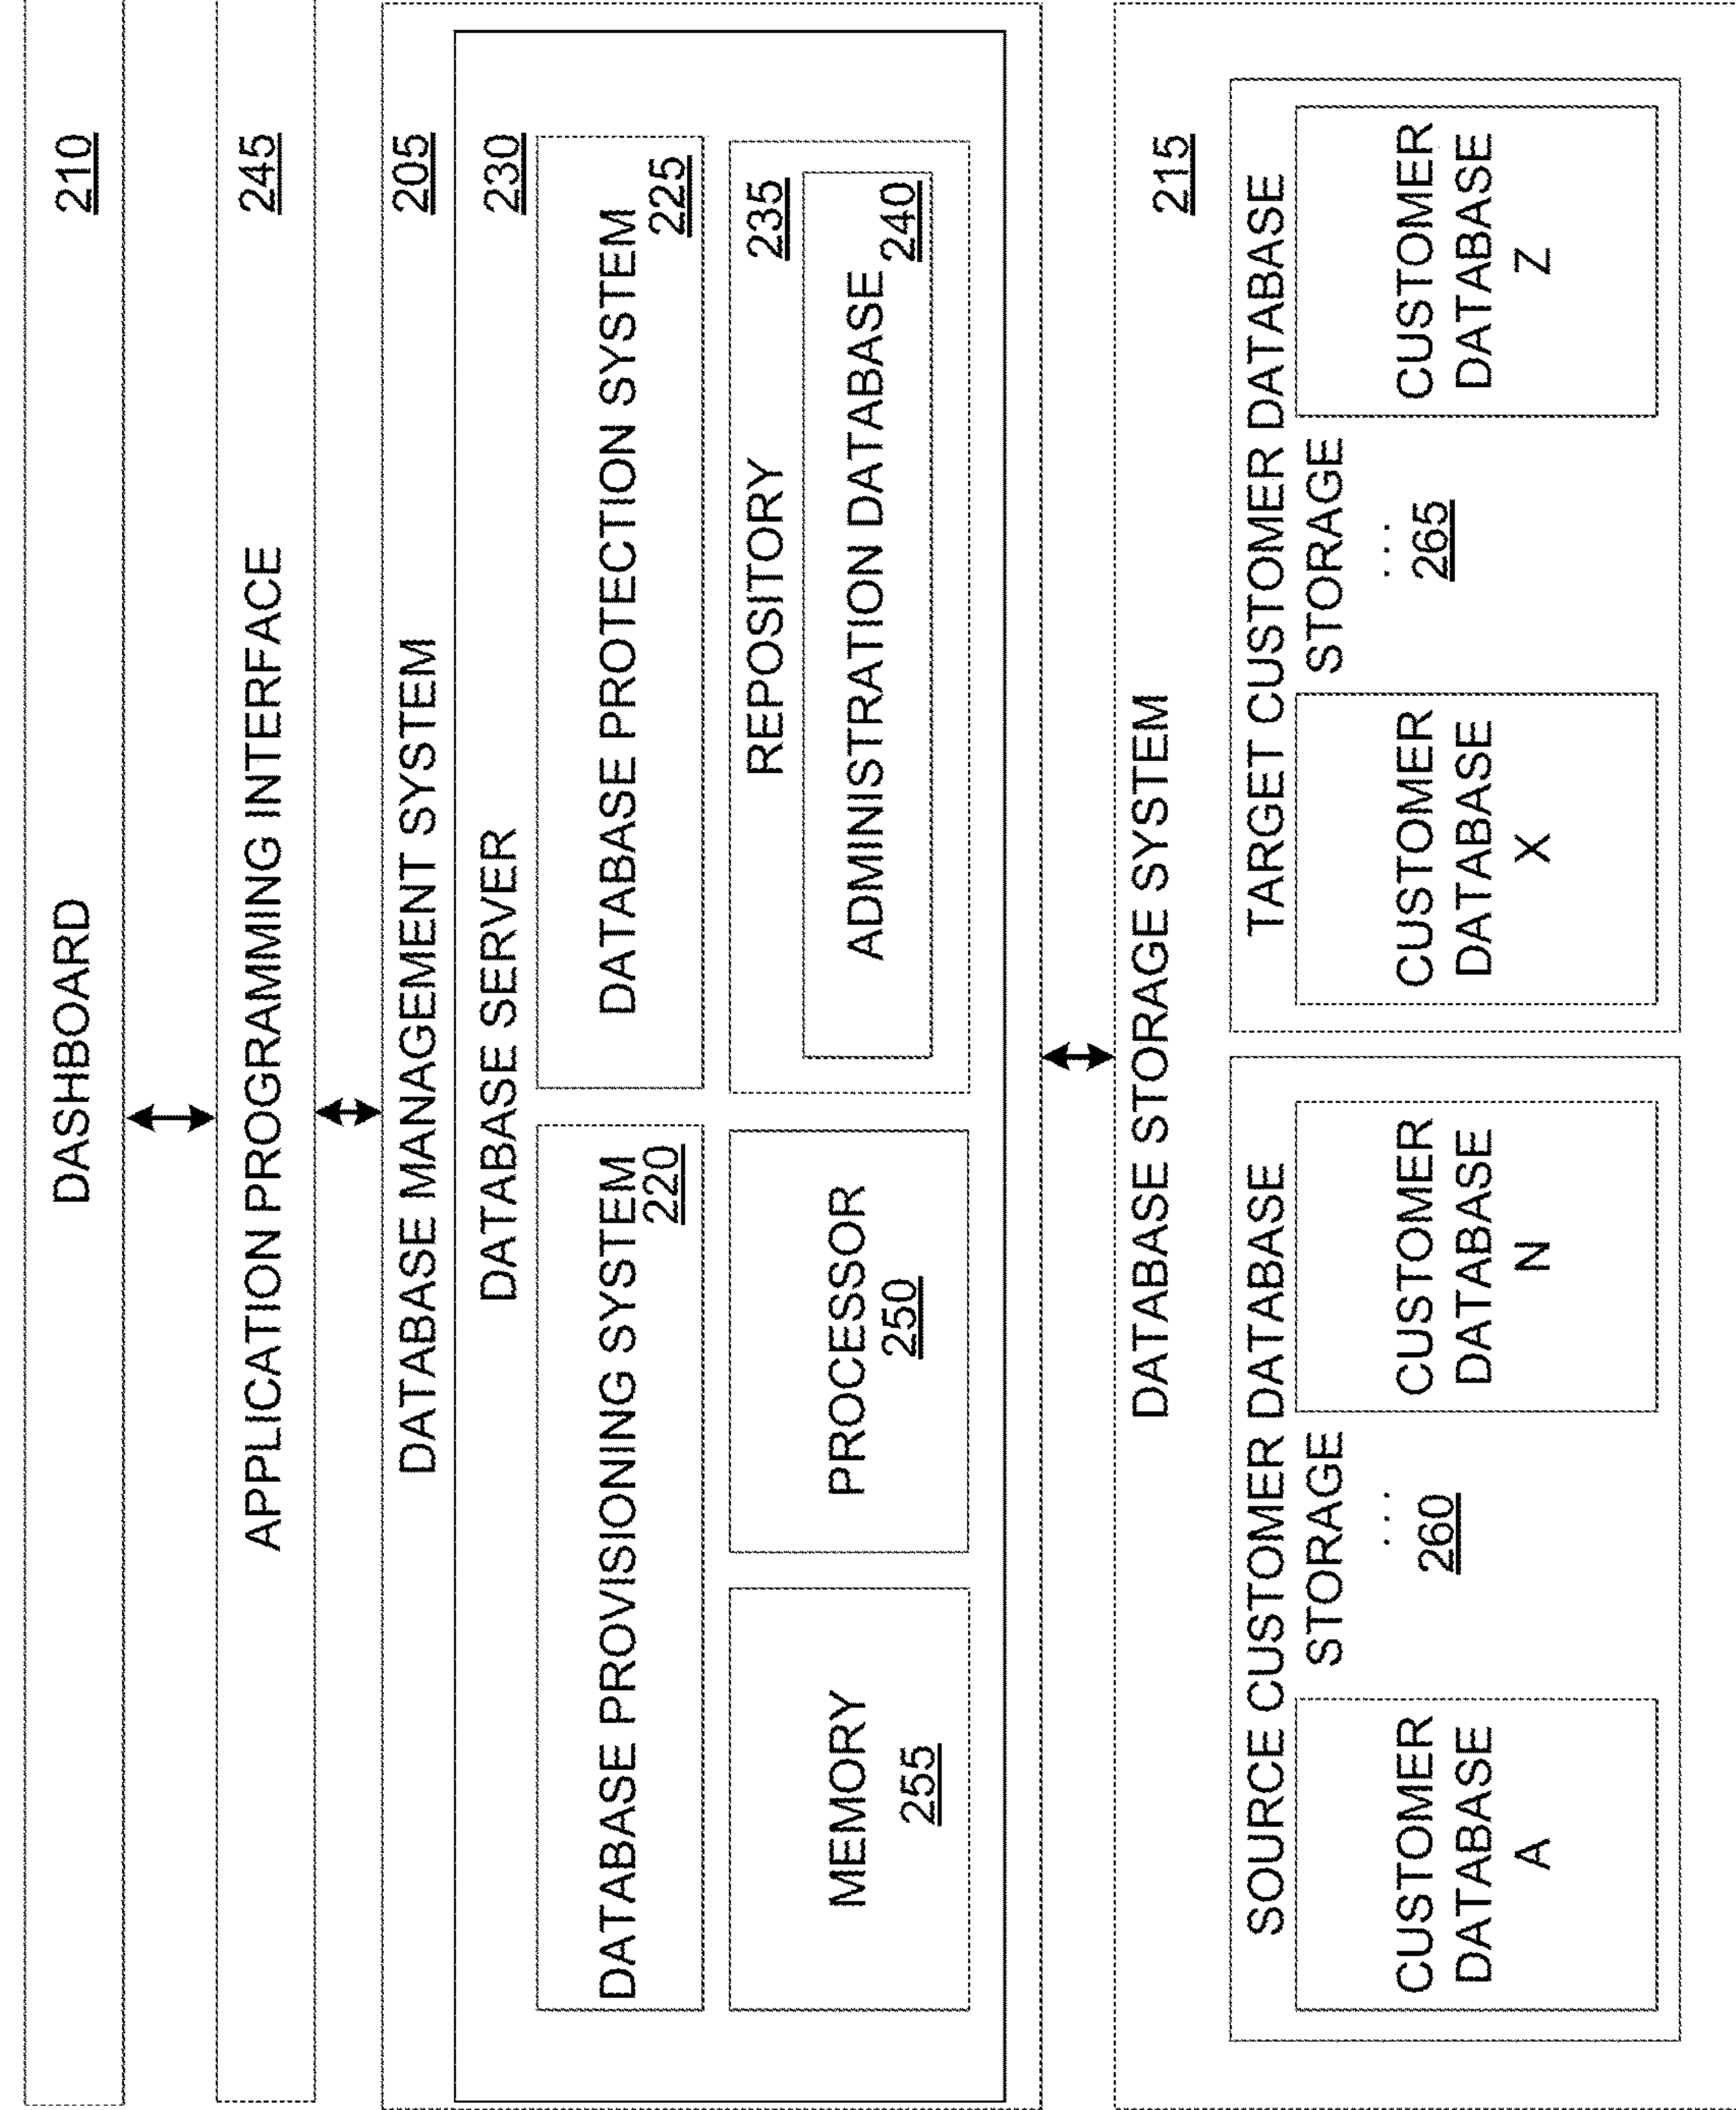 DASHBOARD
210
APPLICATION PROGRAMMING INTERFACE
245
DATABASE MANAGEMENT SYSTEM
205
DATABASE SERVER
230
DATABASE PROVISIONING SYSTEM
220
DATABASE PROTECTION SYSTEM
225
MEMORY
255
PROCESSOR
250
REPOSITORY
235
ADMINISTRATION DATABASE
240
DATABASE STORAGE SYSTEM
215
SOURCE CUSTOMER DATABASE
STORAGE
CUSTOMER
DATABASE
A
. . .
260
CUSTOMER
DATABASE
N
TARGET CUSTOMER DATABASE
STORAGE
CUSTOMER
DATABASE
X
. . .
265
CUSTOMER
DATABASE
Z